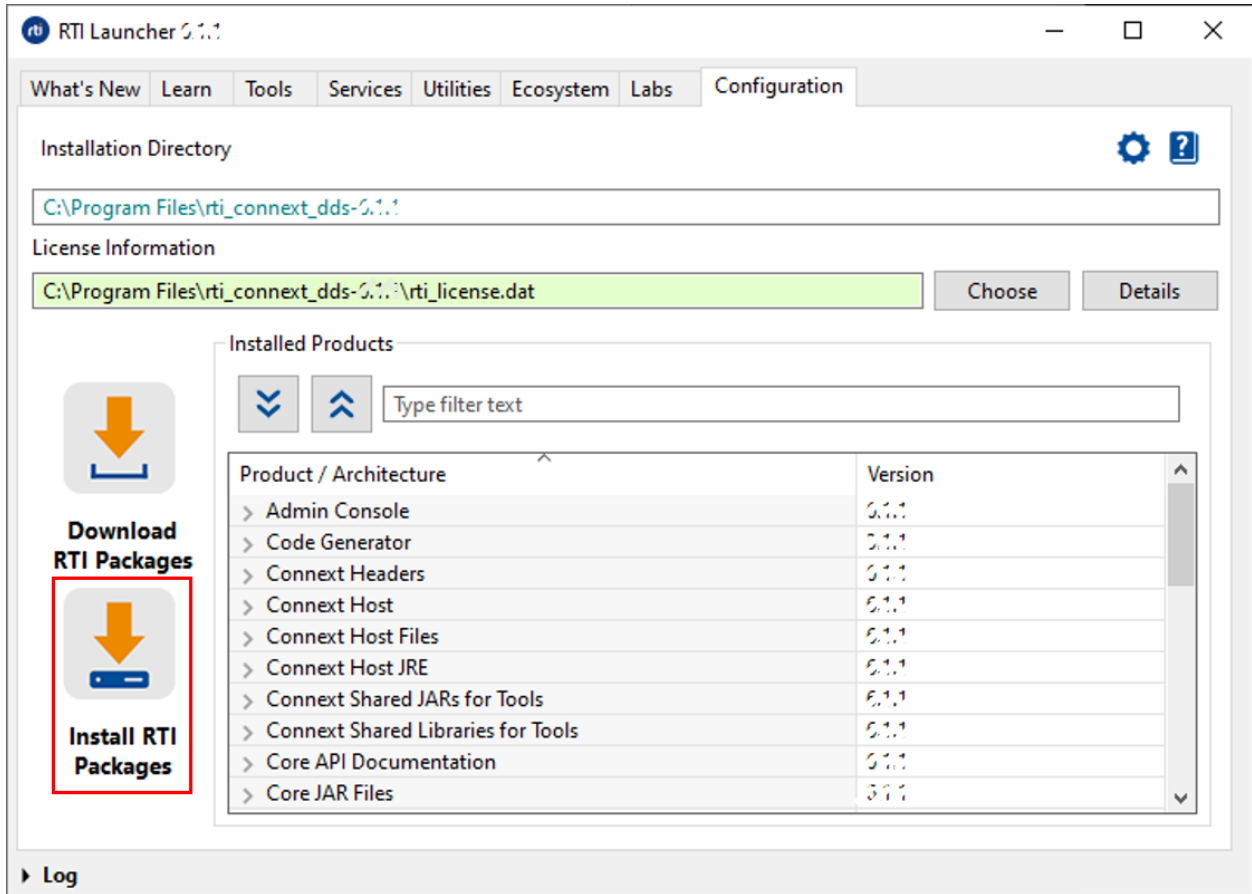 rti RTI Launcher
What's New Learn Tools Services Utilities Ecosystem Labs Configuration
Installation Directory
C:\Program Files\rti_connext_dds-
License Information
C:\Program Files\rti_connext_dds- \rti_license.dat Choose Details
Installed Products
Type filter text
Download
RTI Packages
Install RTI
Packages
Product / Architecture Version
Admin Console
Code Generator
Connext Headers
Connext Host
Connext Host Files
Connext Host JRE
Connext Shared JARs for Tools
Connext Shared Libraries for Tools
Core API Documentation
Core JAR Files
Log